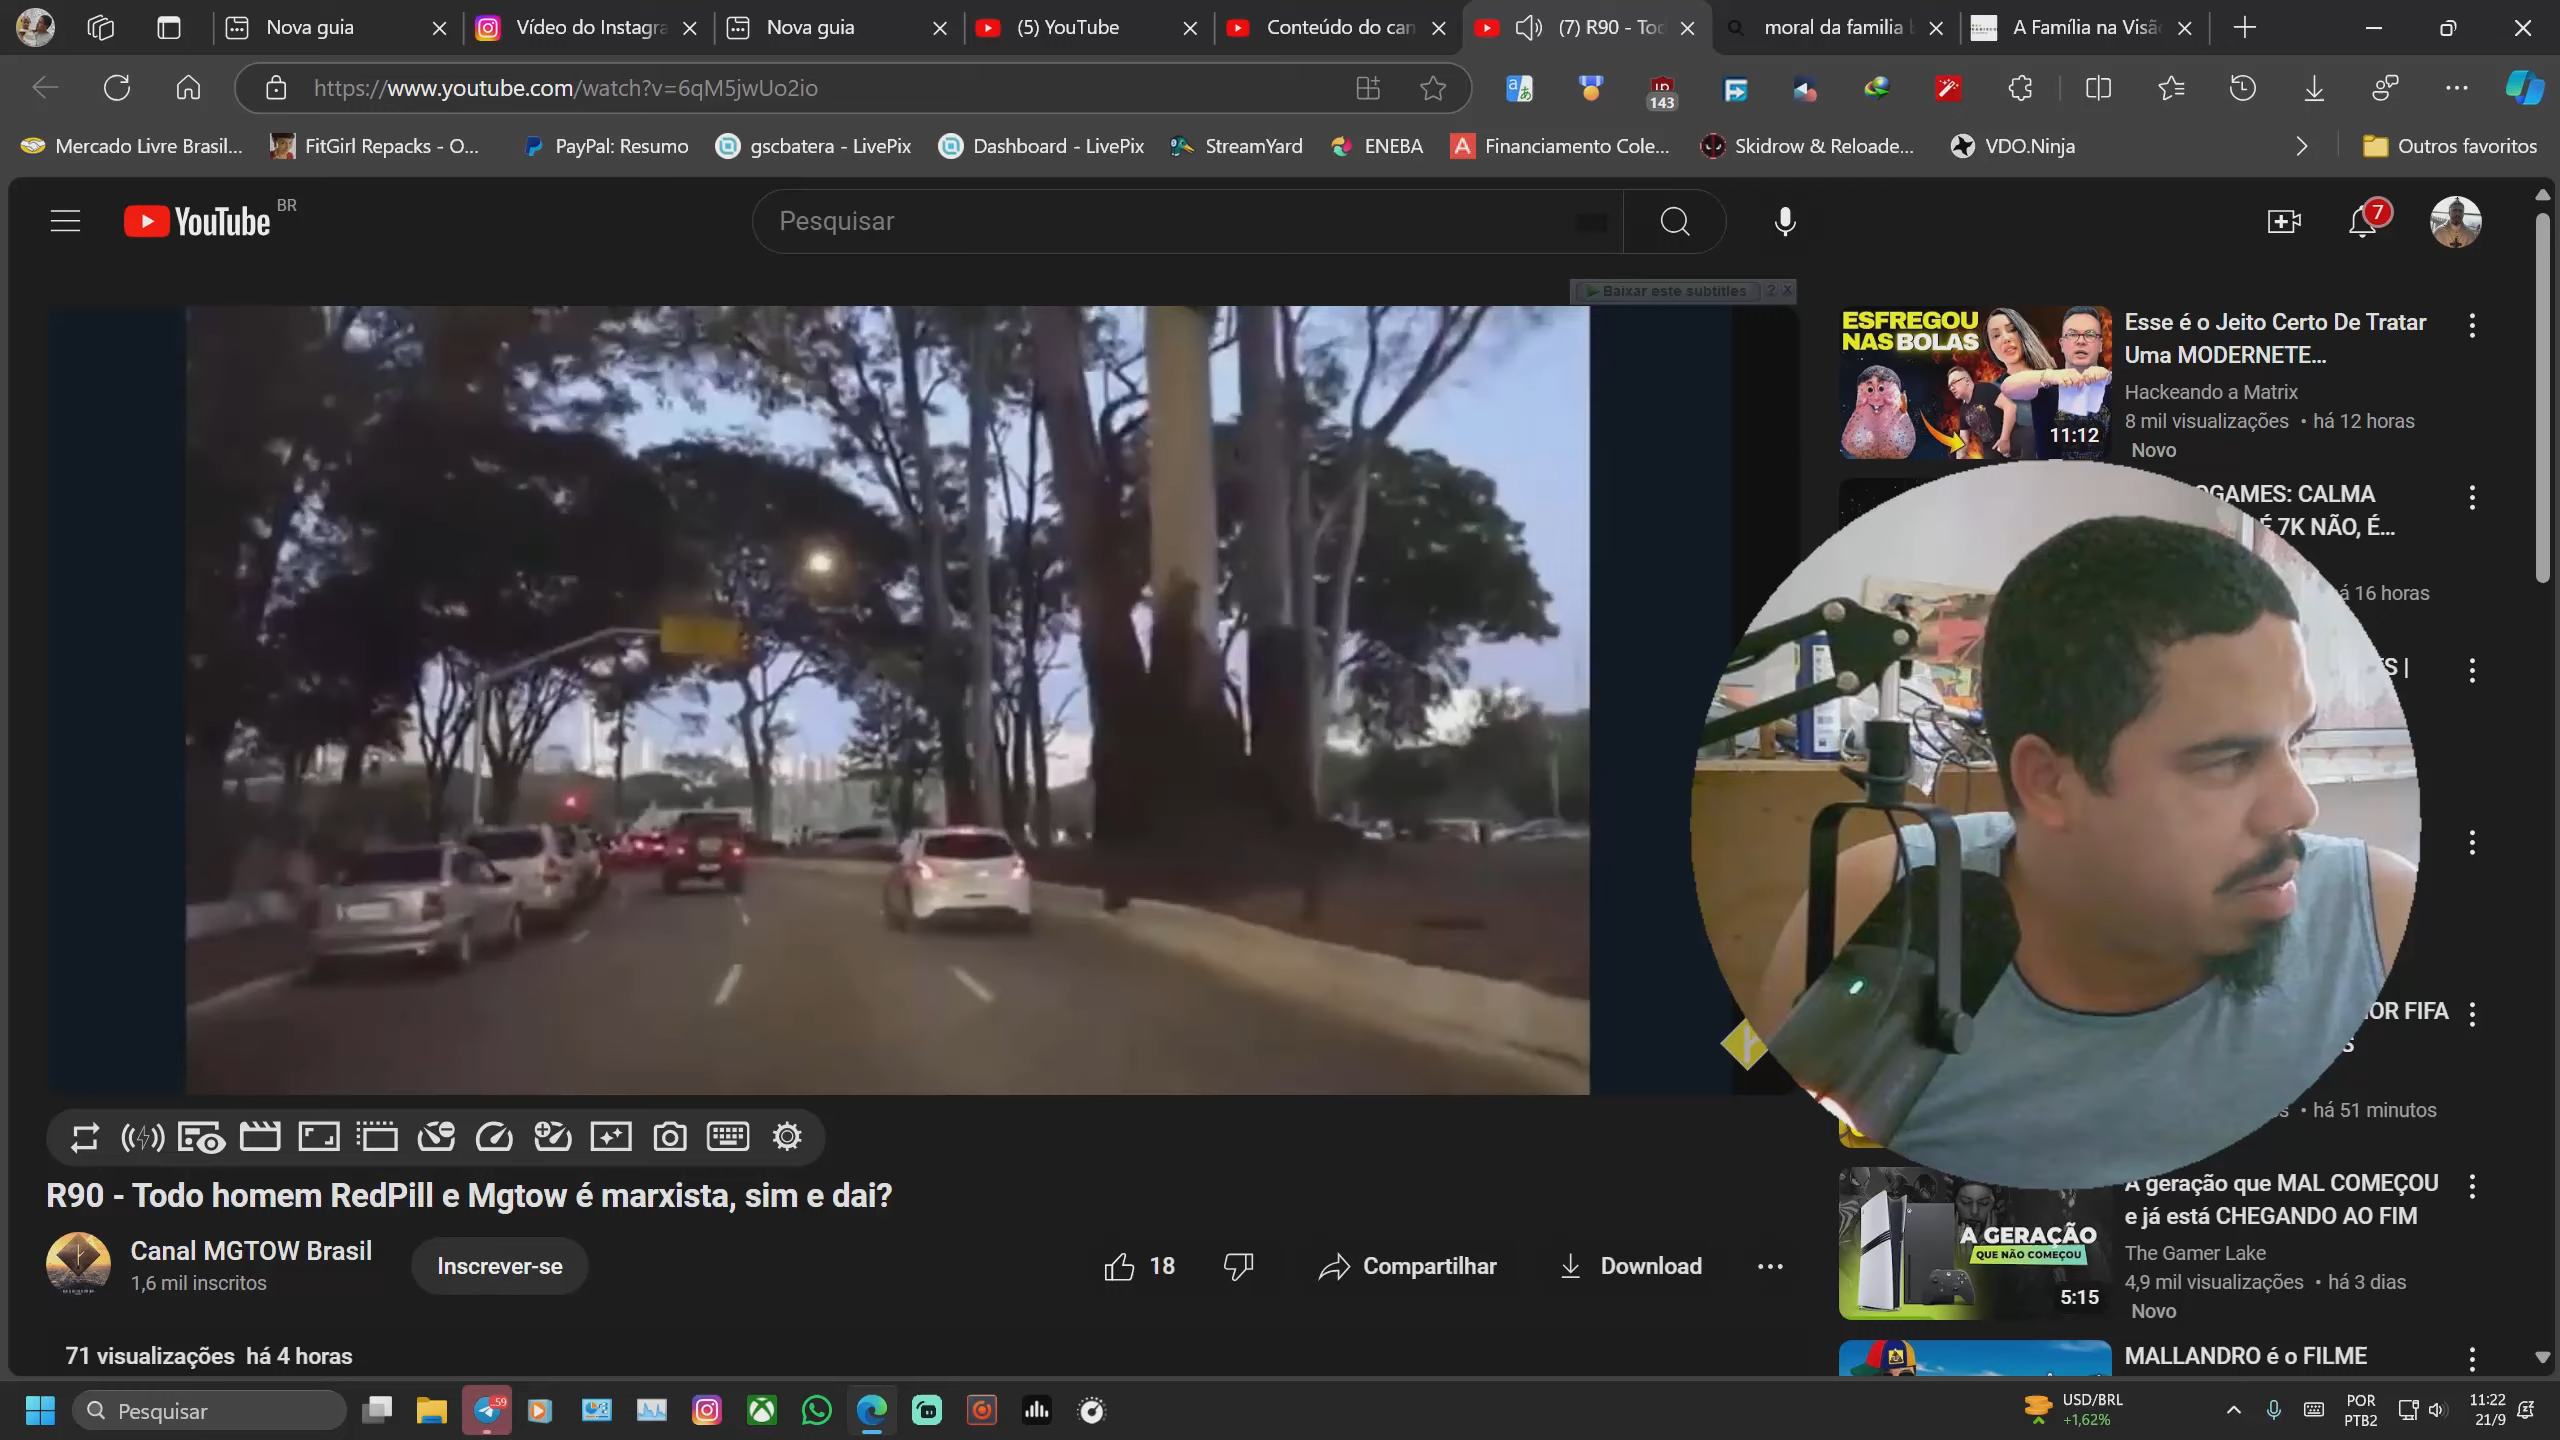 Nova guia
Vídeo do Instagra
Nova guia
(5) YouTube
Conteúdo do can
(7) R90 - Tod
moral da familia
A Família na Visã
https://www.youtube.com/watch?v=6qM5jwUo2io
143
Mercado Livre Brasil...
FitGirl Repacks - O...
PayPal: Resumo
gscbatera - LivePix
Dashboard - LivePix
StreamYard
ENEBA
Financiamento Cole...
Skidrow & Reloade...
VDO.Ninja
Outros favoritos
YouTube
BR
Pesquisar
7
Baixar este subtitles
? X
ESFREGOU
NAS BOLAS
11:12
Esse é o Jeito Certo De Tratar
Uma MODERNETE...
Hackeando a Matrix
8 mil visualizações • há 12 horas
Novo
OGAMES: CALMA
É 7K NÃO, É...
á 16 horas
S |
OR FIFA
S
s • há 51 minutos
A GERAÇÃO
QUE NÃO COMEÇOU
5:15
A geração que MAL COMEÇOU
e já está CHEGANDO AO FIM
The Gamer Lake
4,9 mil visualizações • há 3 dias
Novo
MALLANDRO é o FILME
R90 - Todo homem RedPill e Mgtow é marxista, sim e dai?
Canal MGTOW Brasil
1,6 mil inscritos
Inscrever-se
18
Compartilhar
Download
71 visualizações há 4 horas
Pesquisar
59
USD/BRL
+1,62%
POR
PTB2
11:22
21/9